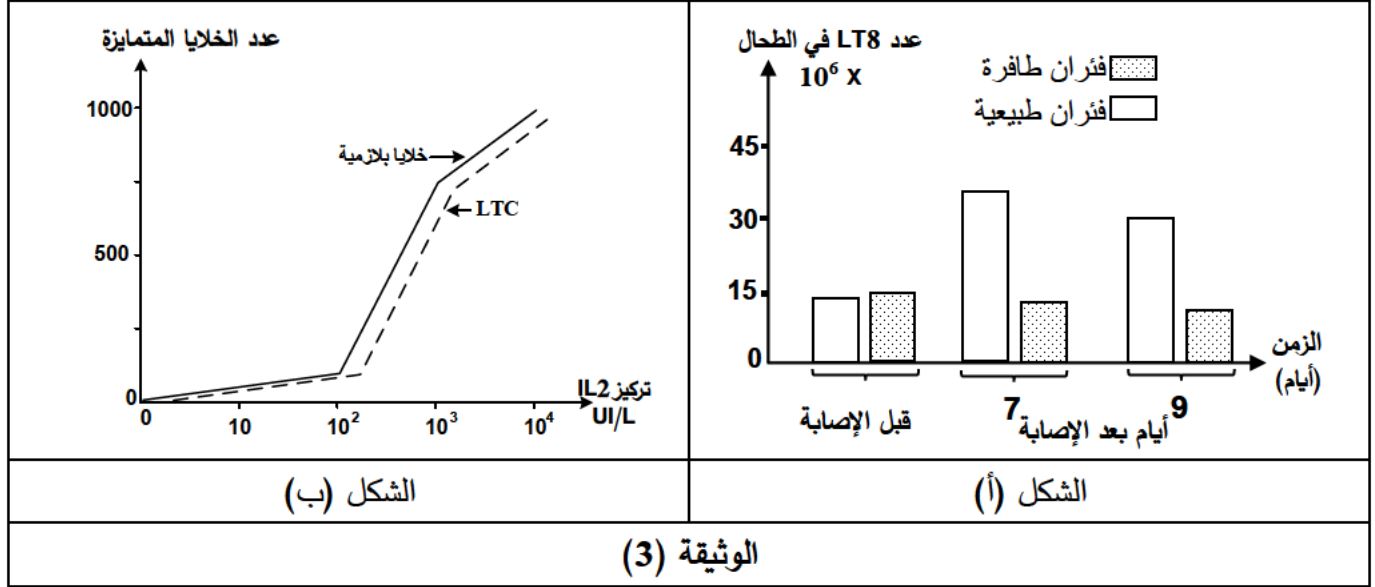 عدد LT8 في الطحال
10⁶ X
فئران طافرة
فئران طبيعية
45
30
15
0
الزمن
(أيام)
قبل الإصابة
7
9
أيام بعد الإصابة
الشكل (أ)
عدد الخلايا المتمايزة
1000
500
0
خلايا بلازمية
LTC
0
10
10²
10³
10⁴
تركيز IL2
UI/L
الشكل (ب)
الوثيقة (3)